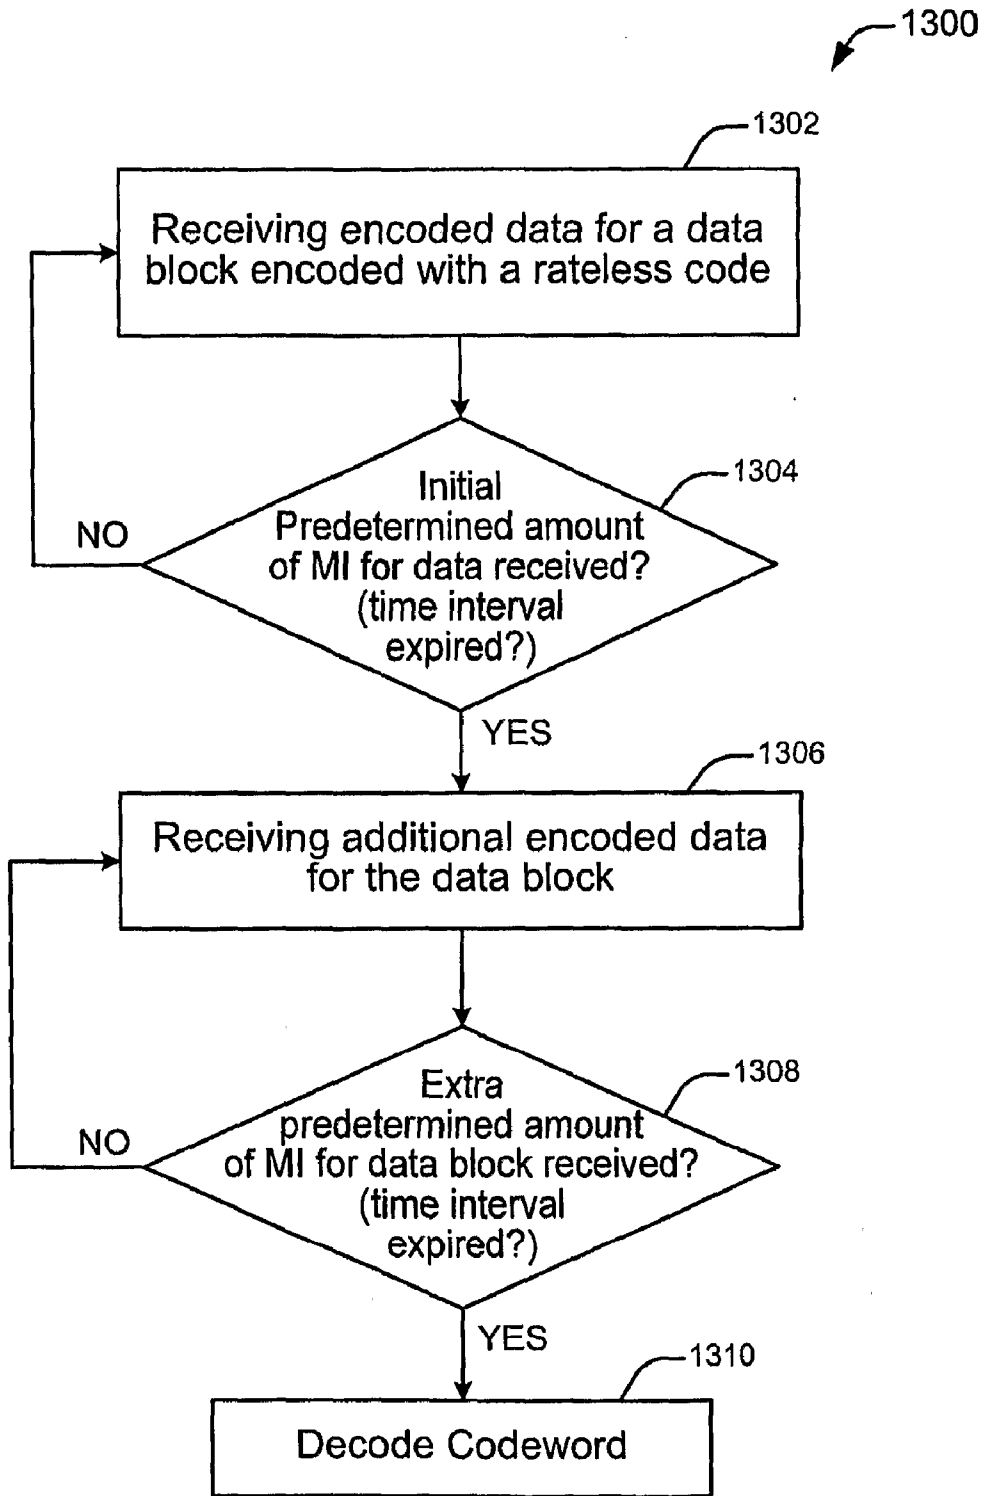 1300
1302
Receiving encoded data for a data
block encoded with a rateless code
1304
Initial
Predetermined amount
of MI for data received?
(time interval
expired?)
NO
YES
1306
Receiving additional encoded data
for the data block
1308
Extra
predetermined amount
of MI for data block received?
(time interval
expired?)
NO
YES
1310
Decode Codeword